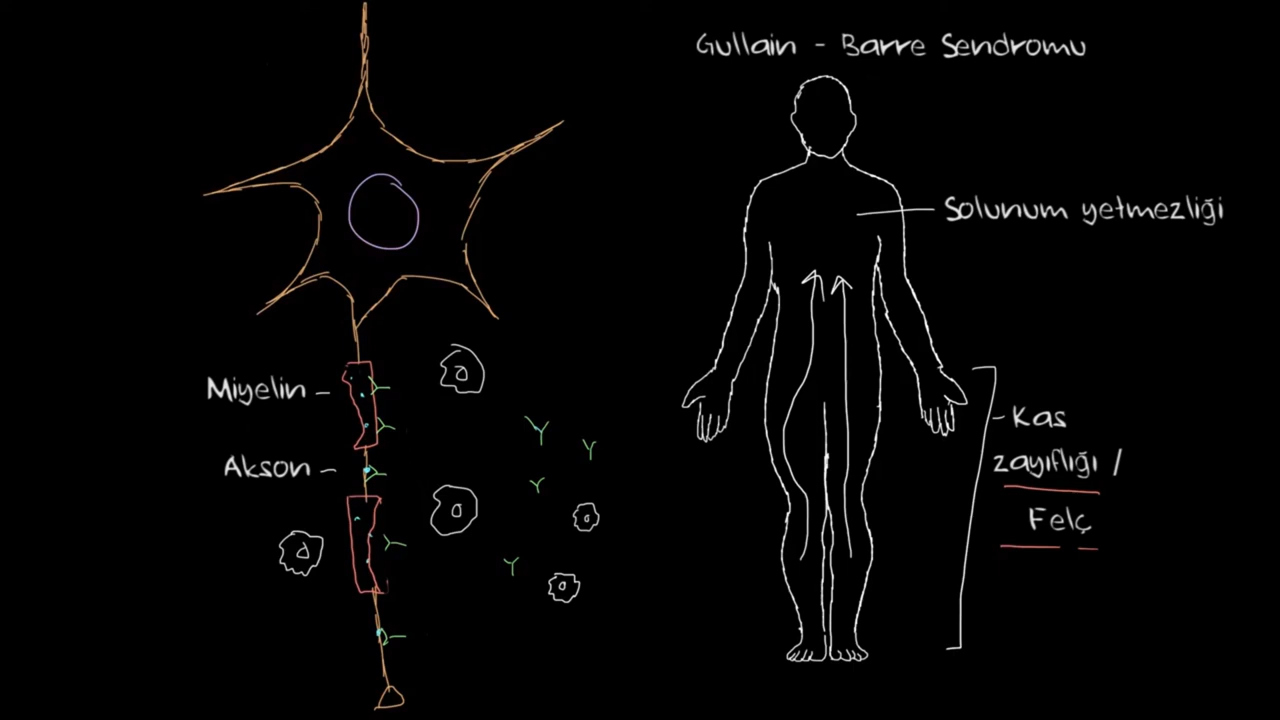 Gullain - Barre Sendromu
Solunum yetmezliği
Miyelin -
Akson -
- Kas
zayıflığı /
Felç